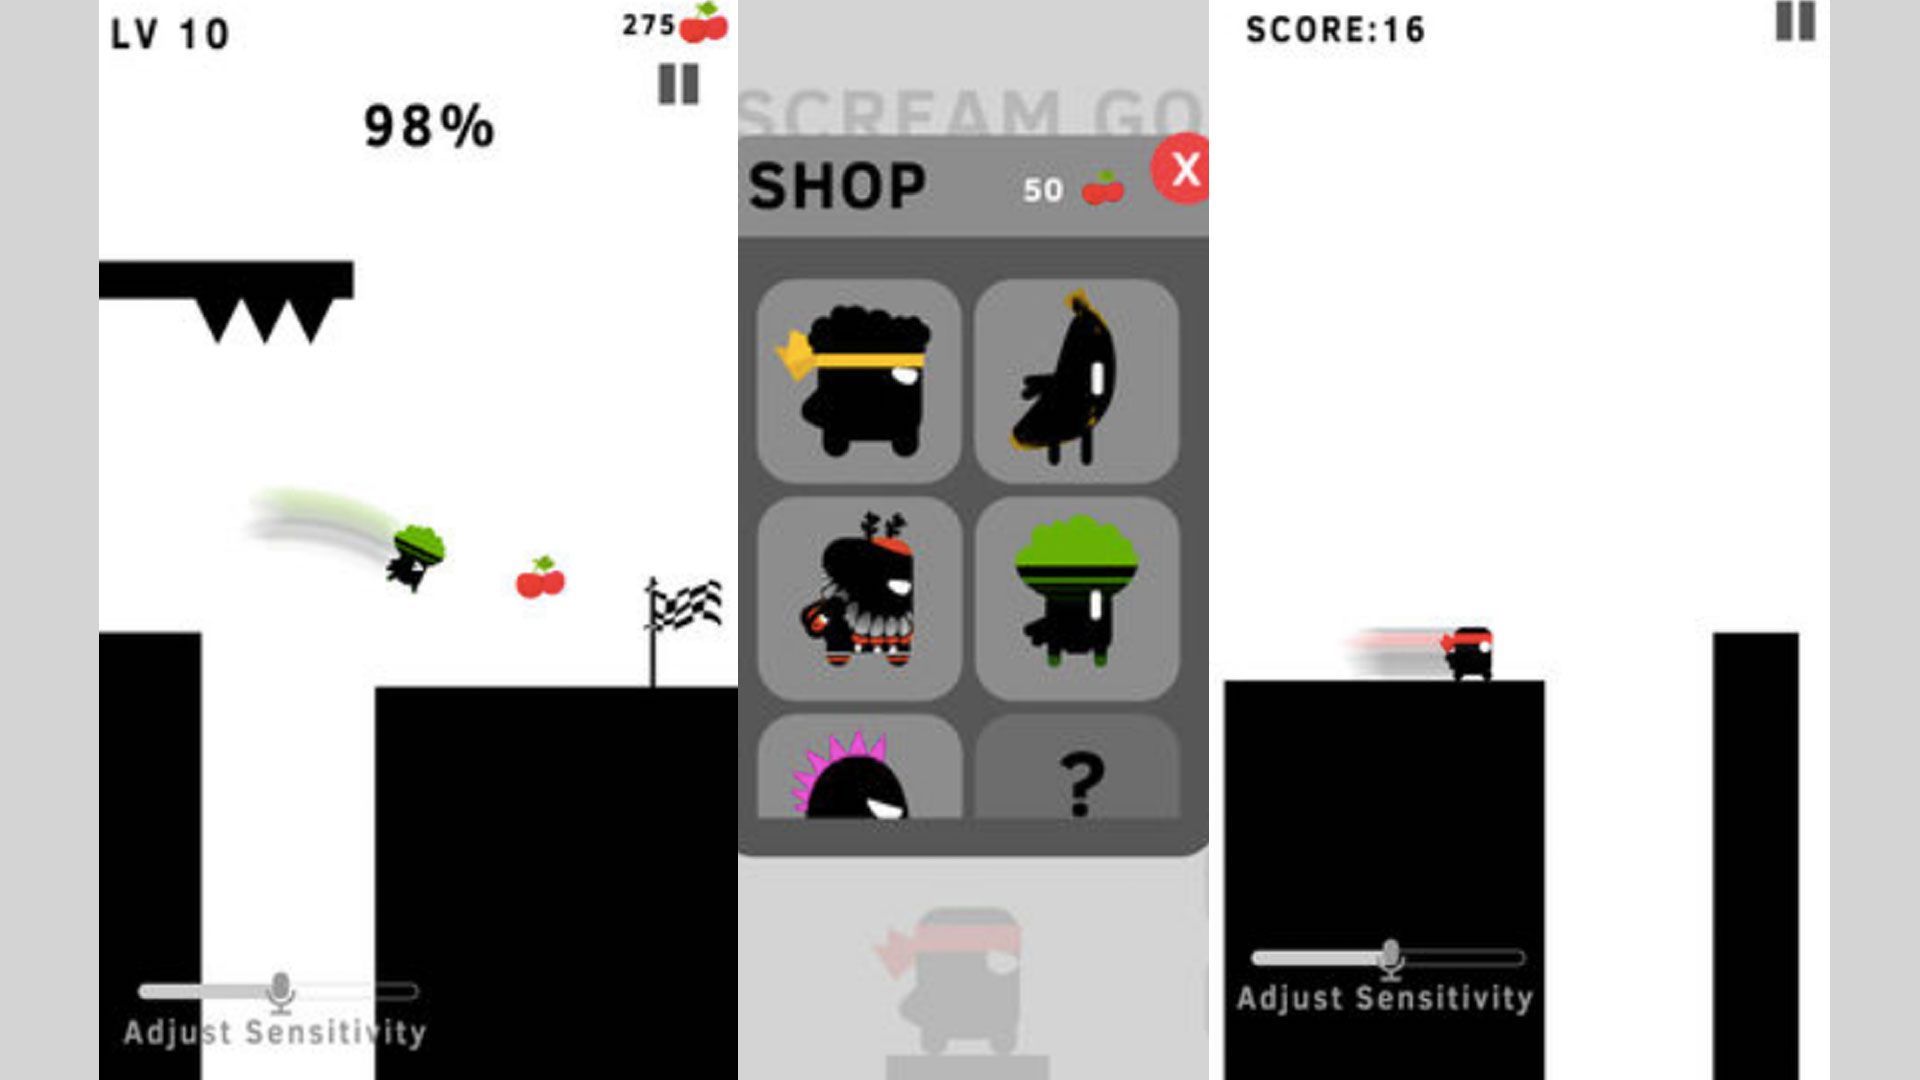 LV 10
275
98%
Adjust Sensitivity
SCREAM GO
SHOP
50
X
?
SCORE:16
Adjust Sensitivity